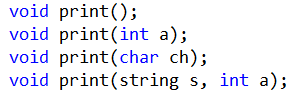 void print();
void print(int a);
void print(char ch);
void print(string s, int a);